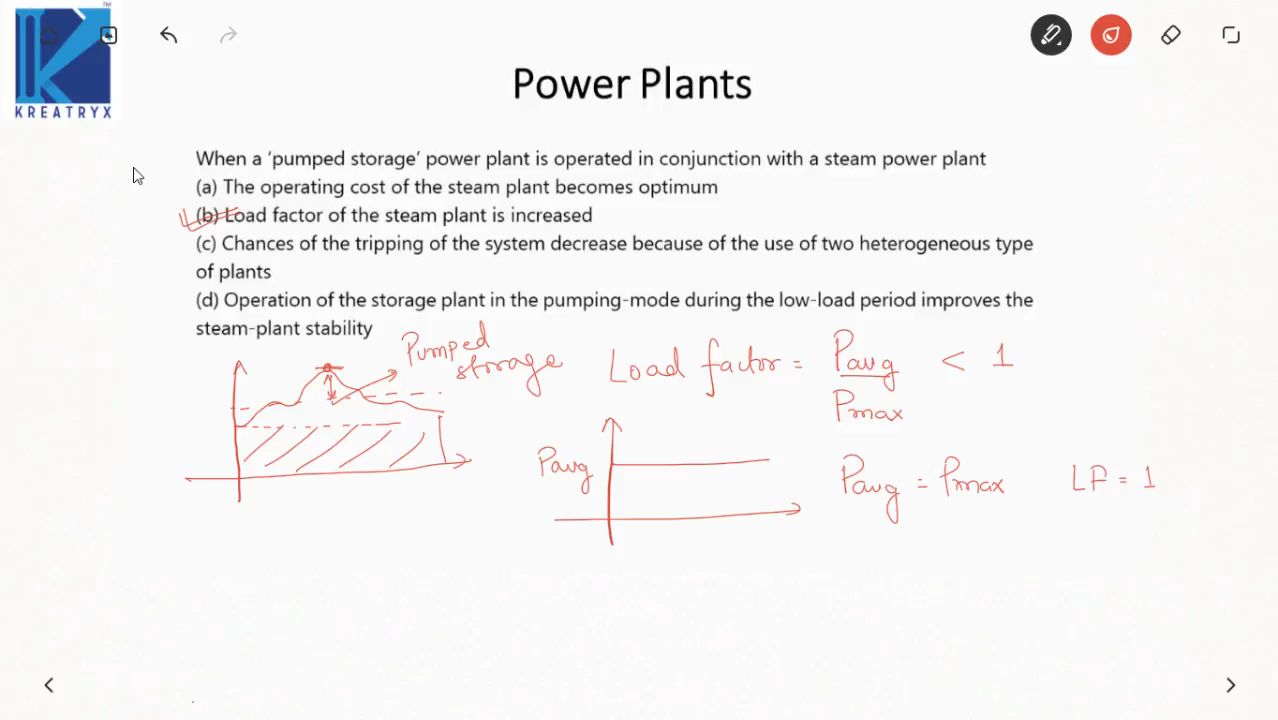 TM
KREATRYX
Power Plants
When a ‘pumped storage’ power plant is operated in conjunction with a steam power plant
(a) The operating cost of the steam plant becomes optimum
(b) Load factor of the steam plant is increased
(c) Chances of the tripping of the system decrease because of the use of two heterogeneous type
of plants
(d) Operation of the storage plant in the pumping-mode during the low-load period improves the
steam-plant stability
Pumped
storage
Load factor = Pavg / Pmax < 1
Pavg
Pavg = Pmax LF = 1